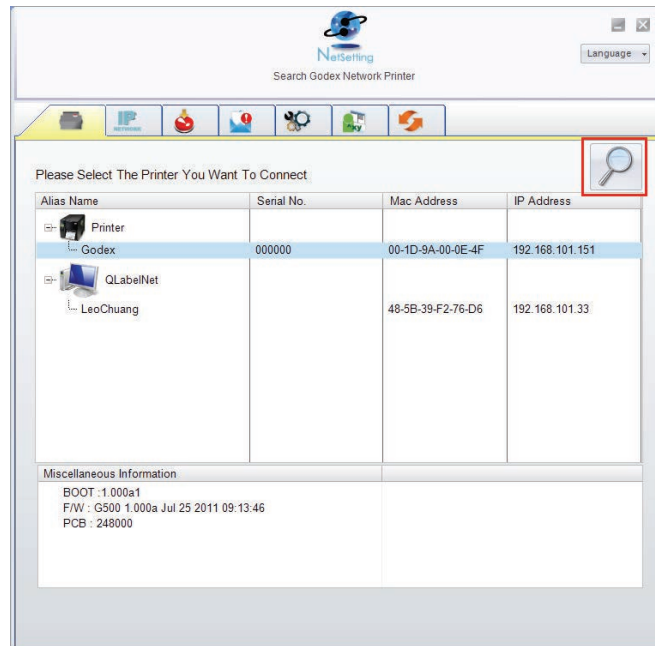 NetSetting
Language
Search Godex Network Printer
IP
NETWORK
Please Select The Printer You Want To Connect
Alias Name Serial No. Mac Address IP Address
Printer
Godex 000000 00-1D-9A-00-0E-4F 192.168.101.151
QLabelNet
LeoChuang 48-5B-39-F2-76-D6 192.168.101.33
Miscellaneous Information
BOOT :1.000a1
F/W : G500 1.000a Jul 25 2011 09:13:46
PCB : 248000